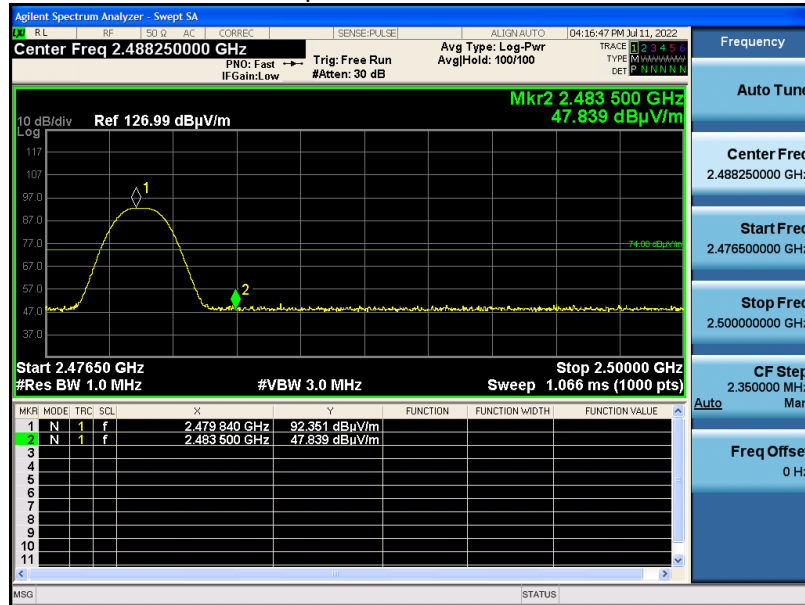 Agilent Spectrum Analyzer - Swept SA
LXI RL RF 50 Ω AC CORREC SENSE:PULSE ALIGN AUTO 04:16:47 PM Jul 11, 2022
Center Freq 2.488250000 GHz
PNO: Fast
IFGain:Low
Trig: Free Run
#Atten: 30 dB
Avg Type: Log-Pwr
Avg|Hold: 100/100
TRACE 1 2 3 4 5 6
TYPE M WWWWW
DET P N N N N N
Mkr2 2.483 500 GHz
47.839 dBµV/m
10 dB/div Ref 126.99 dBµV/m
Log
117
107
97.0
87.0
77.0
67.0
57.0
47.0
37.0
1
2
74.00 dBµV/m
Start 2.47650 GHz Stop 2.50000 GHz
#Res BW 1.0 MHz #VBW 3.0 MHz Sweep 1.066 ms (1000 pts)
MKR MODE TRC SCL X Y FUNCTION FUNCTION WIDTH FUNCTION VALUE
1 N 1 f 2.479 840 GHz 92.351 dBµV/m
2 N 1 f 2.483 500 GHz 47.839 dBµV/m
3
4
5
6
7
8
9
10
11
MSG STATUS
Frequency
Auto Tune
Center Freq
2.488250000 GHz
Start Freq
2.476500000 GHz
Stop Freq
2.500000000 GHz
CF Step
2.350000 MHz
Auto Man
Freq Offset
0 Hz